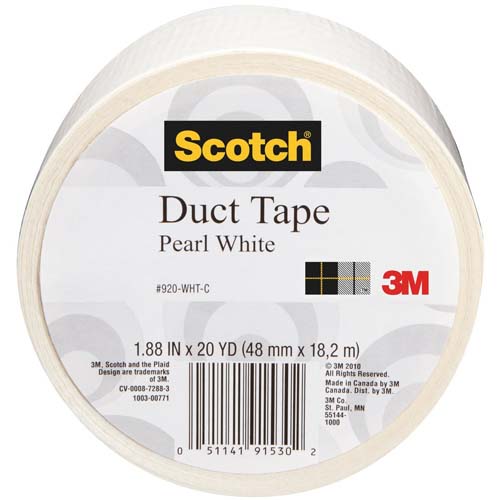 Scotch®
Duct Tape
Pearl White
#920-WHT-C
3M
™
1.88 IN x 20 YD (48 mm x 18,2 m)
3M, Scotch and the Plaid
Design are trademarks
of 3M.
CV-0008-7288-3
1003-00771
© 3M 2010
All Rights Reserved.
Made in Canada by 3M
Canada. Dist. by 3M.
3M Co.
St. Paul, MN
55144-
1000
0 51141 91530 2